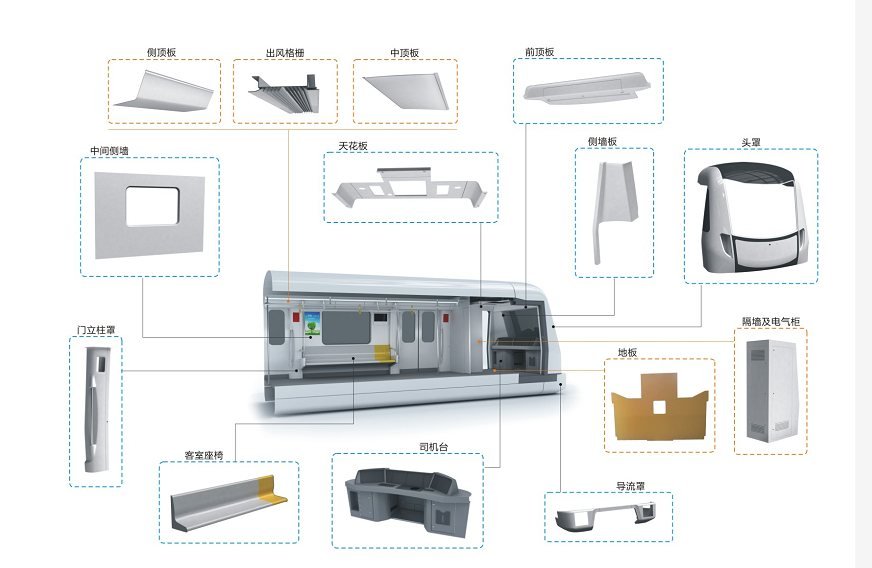 侧顶板
出风格栅
中顶板
前顶板
中间侧墙
天花板
侧墙板
头罩
门立柱罩
隔墙及电气柜
地板
客室座椅
司机台
导流罩